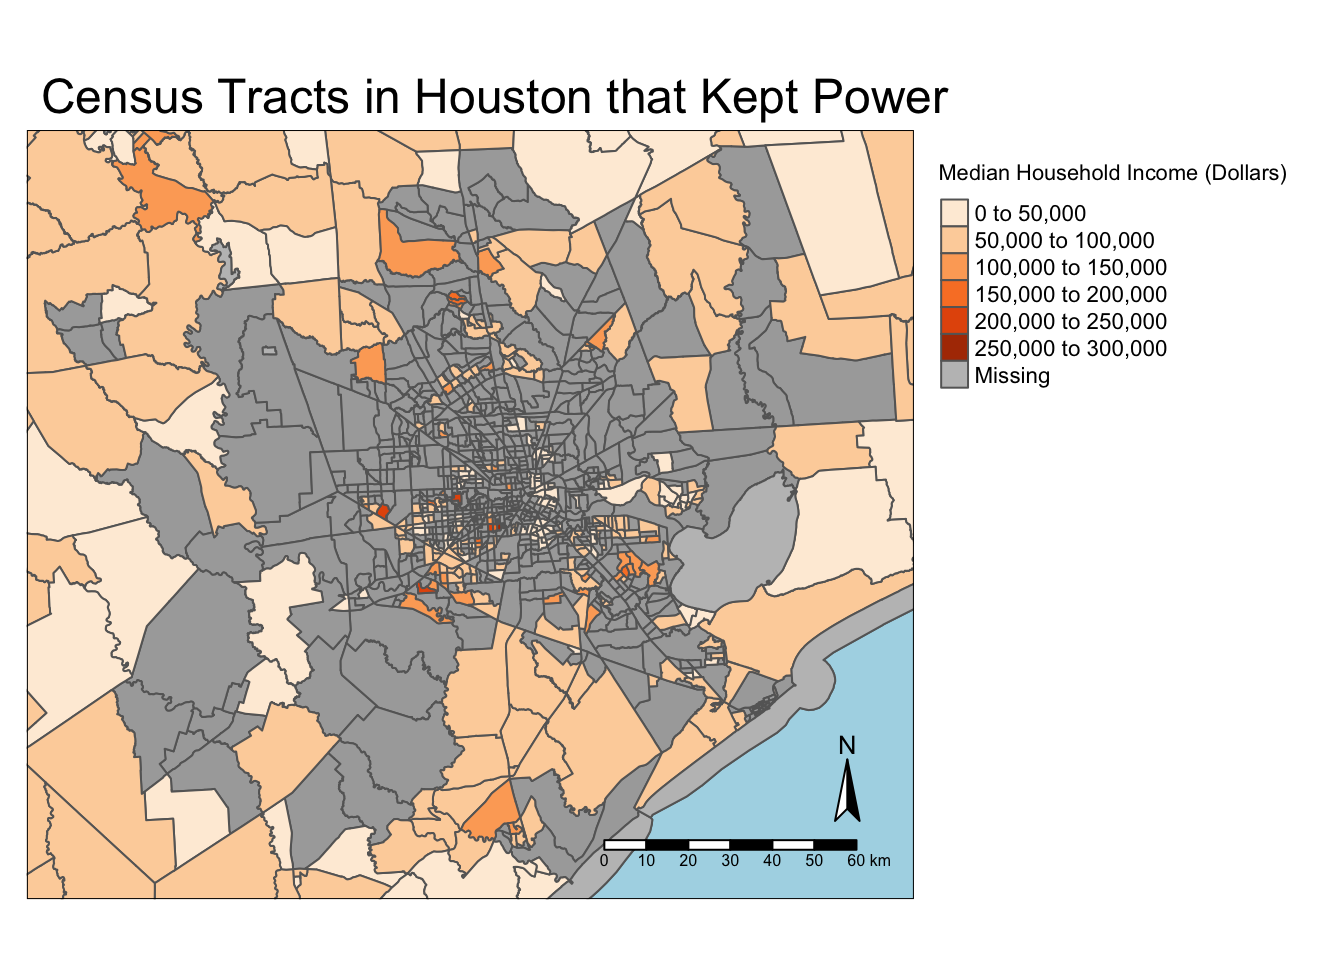 Census Tracts in Houston that Kept Power
Median Household Income (Dollars)
0 to 50,000
50,000 to 100,000
100,000 to 150,000
150,000 to 200,000
200,000 to 250,000
250,000 to 300,000
Missing
N
0 10 20 30 40 50 60 km